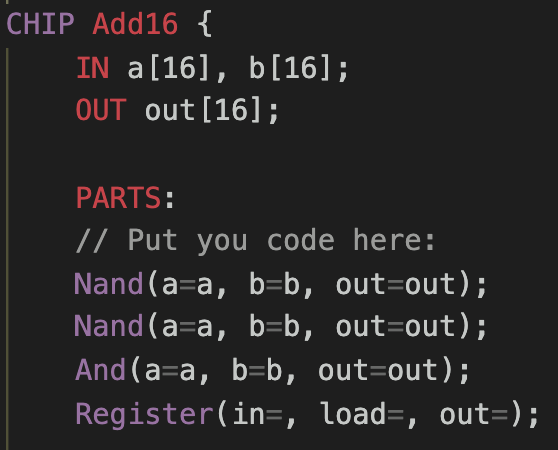 CHIP Add16 {
IN a[16], b[16];
OUT out[16];
PARTS:
// Put you code here:
Nand(a=a, b=b, out=out);
Nand(a=a, b=b, out=out);
And(a=a, b=b, out=out);
Register(in=, load=, out=);